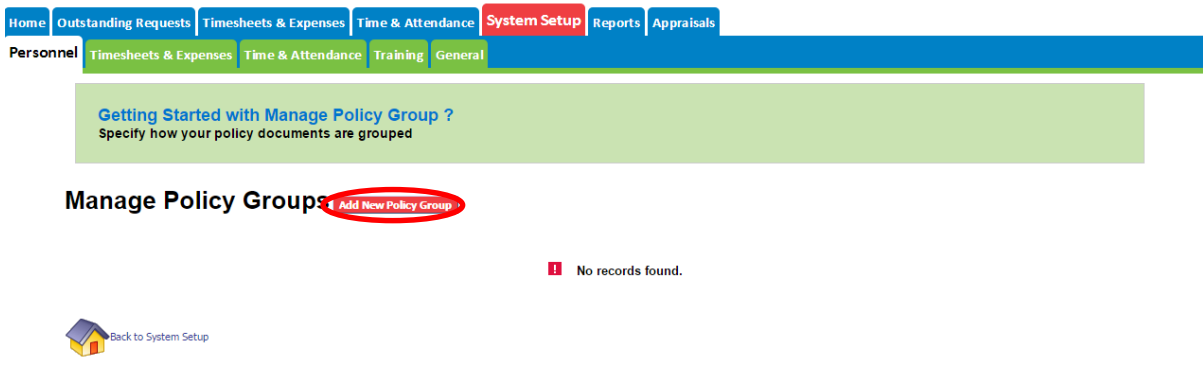 Home Outstanding Requests Timesheets & Expenses Time & Attendance System Setup Reports Appraisals
Personnel Timesheets & Expenses Time & Attendance Training General
Getting Started with Manage Policy Group ?
Specify how your policy documents are grouped
Manage Policy Groups Add New Policy Group
! No records found.
Back to System Setup